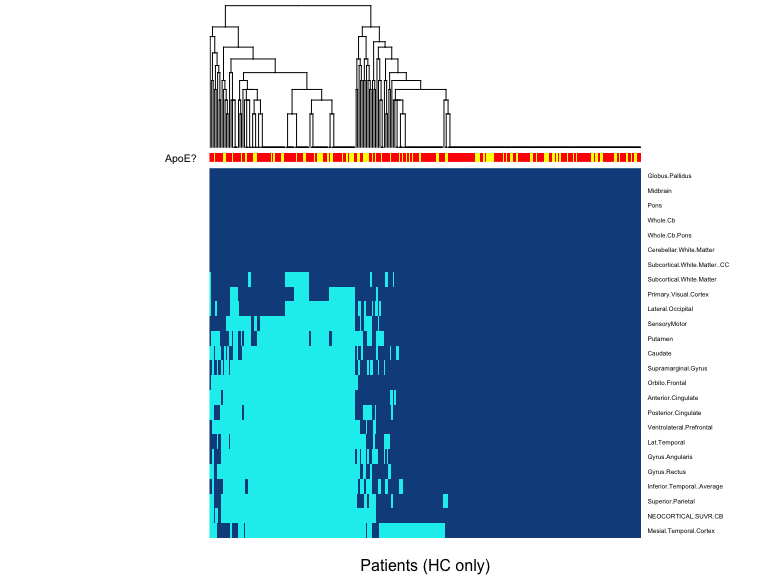 ApoE?
Globus.Pallidus
Midbrain
Pons
Whole.Cb
Whole.Cb.Pons
Cerebellar.White.Matter
Subcortical.White.Matter..CC
Subcortical.White.Matter
Primary.Visual.Cortex
Lateral.Occipital
SensoryMotor
Putamen
Caudate
Supramarginal.Gyrus
Orbito.Frontal
Anterior.Cingulate
Posterior.Cingulate
Ventrolateral.Prefrontal
Lat.Temporal
Gyrus.Angularis
Gyrus.Rectus
Inferior.Temporal..Average
Superior.Parietal
NEOCORTICAL.SUVR.CB
Mesial.Temporal.Cortex
Patients (HC only)